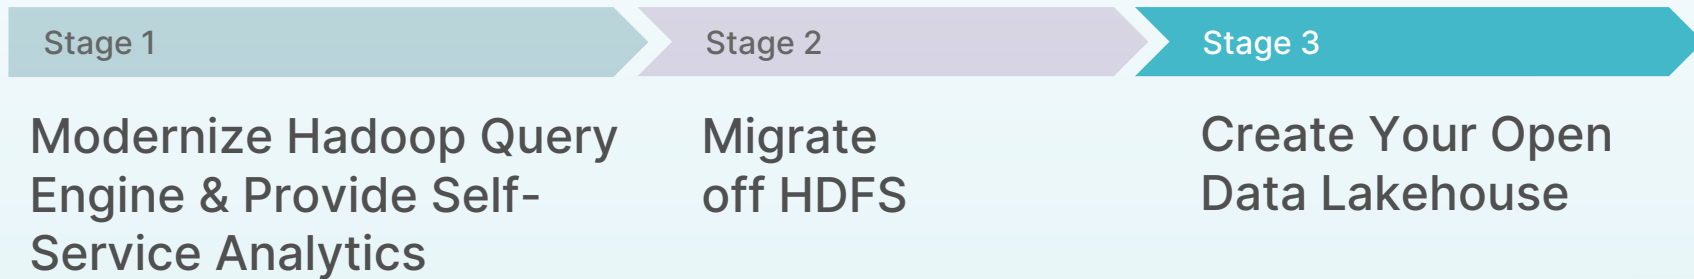 Stage 1
Modernize Hadoop Query
Engine & Provide Self-
Service Analytics
Stage 2
Migrate
off HDFS
Stage 3
Create Your Open
Data Lakehouse